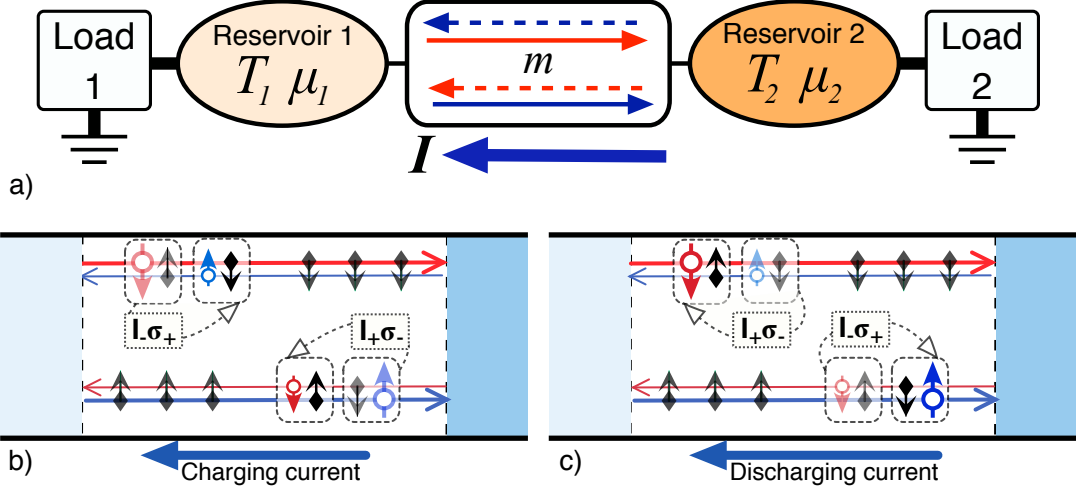 Load 1
Reservoir 1
T₁ μ₁
m
Reservoir 2
T₂ μ₂
Load 2
I
a)
I₋σ₊
I₊σ₋
b)
Charging current
I₊σ₋
I₋σ₊
c)
Discharging current